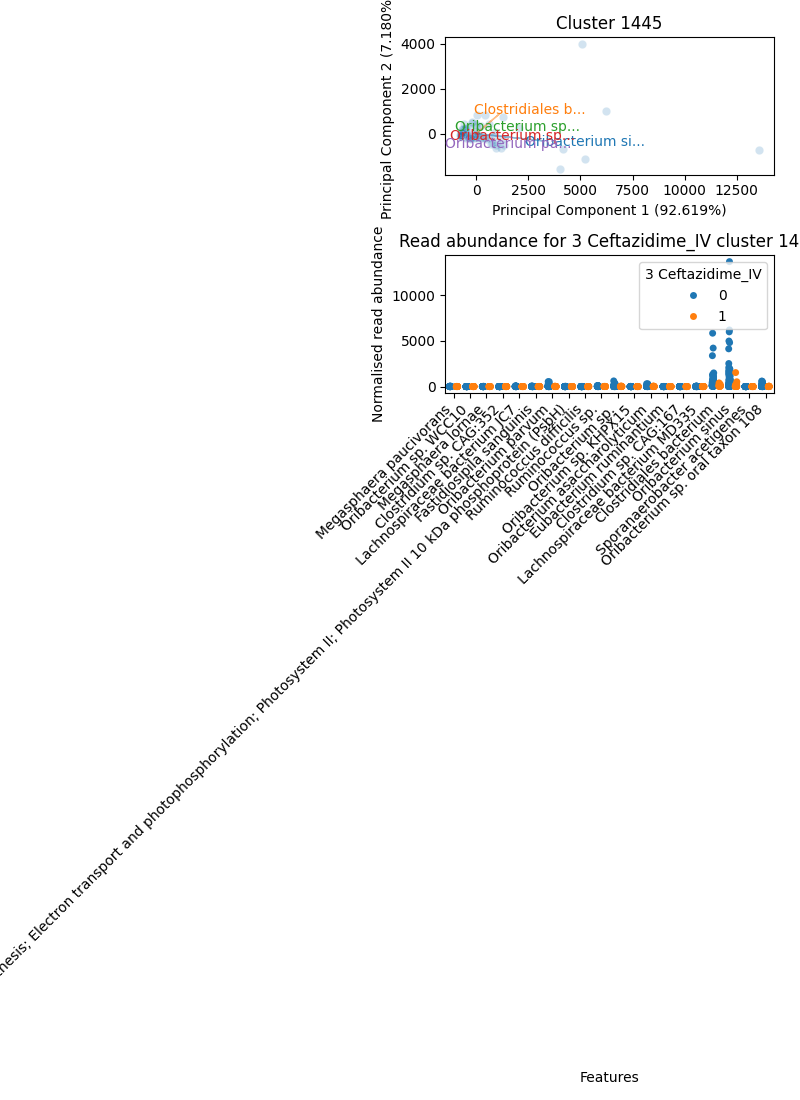 Cluster 1445
Principal Component 2 (7.180%
4000
2000
0
Clostridiales b...
Oribacterium sp...
Oribacterium sp...
Oribacterium pa...
Oribacterium si...
0 2500 5000 7500 10000 12500
Principal Component 1 (92.619%)
Read abundance for 3 Ceftazidime_IV cluster 14
Normalised read abundance
10000
5000
0
3 Ceftazidime_IV
0
1
Megasphaera paucivorans
Oribacterium sp. WCC10
Megasphaera lornae
Clostridium sp. CAG:352
Lachnospiraceae bacterium JC7
Fastidiosipila sanguinis
Oribacterium parvum
nesis; Electron transport and photophosphorylation; Photosystem II; Photosystem II 10 kDa phosphoprotein (PsbH)
Ruminococcus difficilis
Ruminococcus sp.
Oribacterium sp.
Oribacterium sp. KHPX15
Oribacterium asaccharolyticum
Eubacterium ruminantium
Clostridium sp. CAG:167
Lachnospiraceae bacterium MD335
Clostridiales bacterium
Oribacterium sinus
Sporanaerobacter acetigenes
Oribacterium sp. oral taxon 108
Features